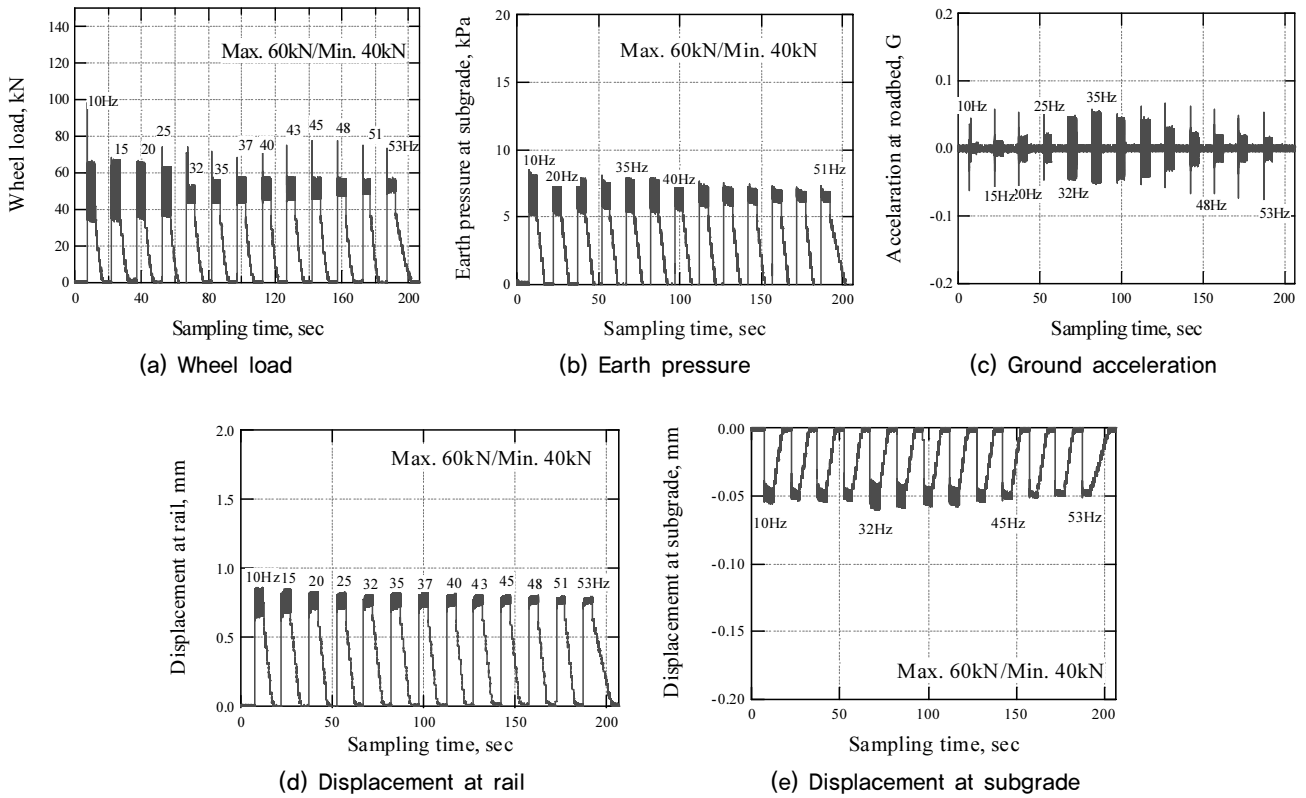 Wheel load, kN
140
120
100
80
60
40
20
0
Max. 60kN/Min. 40kN
10Hz
15
20
25
32
35
37
40
43
45
48
51
53Hz
0
40
80
120
160
200
Sampling time, sec
(a) Wheel load
Earth pressure at subgrade, kPa
20
15
10
5
0
Max. 60kN/Min. 40kN
10Hz
20Hz
35Hz
40Hz
51Hz
0
50
100
150
200
Sampling time, sec
(b) Earth pressure
Accelaration at roadbed, G
0.2
0.1
0.0
-0.1
-0.2
10Hz
15Hz
20Hz
25Hz
32Hz
35Hz
48Hz
53Hz
0
50
100
150
200
Sampling time, sec
(c) Ground acceleration
Displacement at rail, mm
2.0
1.5
1.0
0.5
0.0
Max. 60kN/Min. 40kN
10Hz
15
20
25
32
35
37
40
43
45
48
51
53Hz
0
50
100
150
200
Sampling time, sec
(d) Displacement at rail
Displacement at subgrade, mm
0.00
-0.05
-0.10
-0.15
-0.20
10Hz
32Hz
45Hz
53Hz
Max. 60kN/Min. 40kN
0
50
100
150
200
Sampling time, sec
(e) Displacement at subgrade